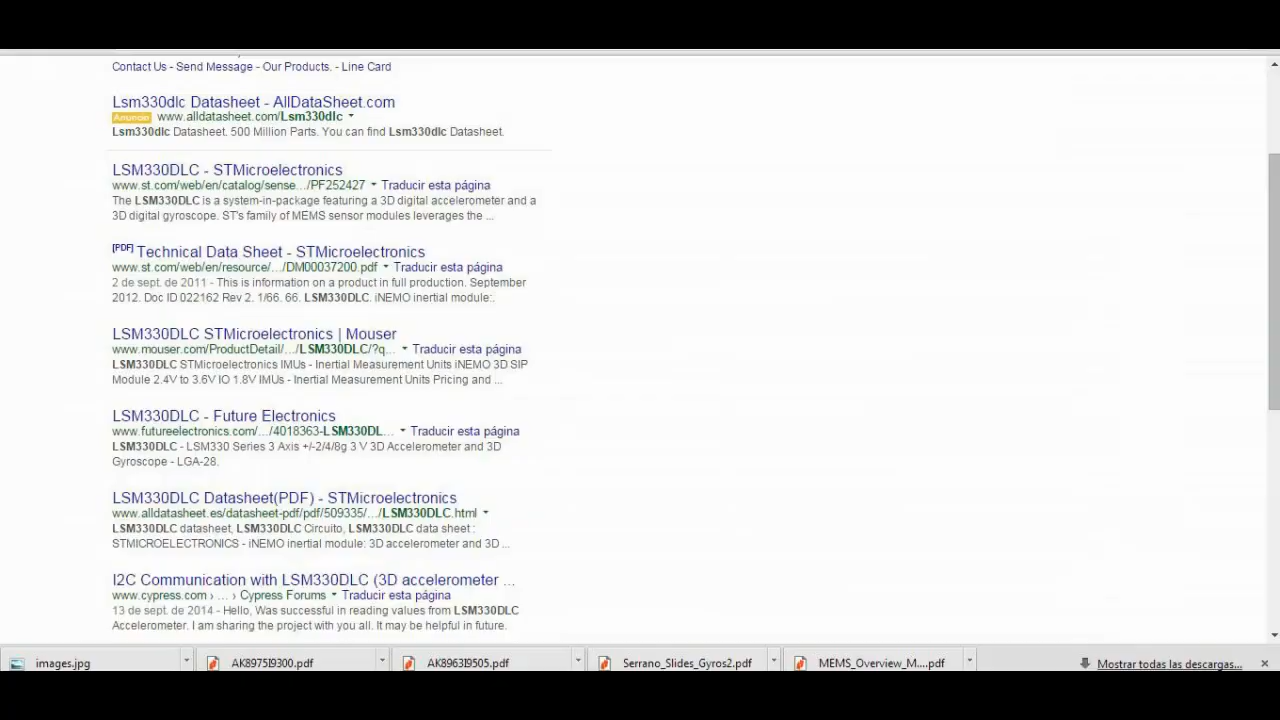 Contact Us - Send Message - Our Products. - Line Card
Lsm330dlc Datasheet - AllDataSheet.com
Anuncio www.alldatasheet.com/Lsm330dlc
Lsm330dlc Datasheet. 500 Million Parts. You can find Lsm330dlc Datasheet.
LSM330DLC - STMicroelectronics
www.st.com/web/en/catalog/sense.../PF252427 Traducir esta página
The LSM330DLC is a system-in-package featuring a 3D digital accelerometer and a
3D digital gyroscope. ST's family of MEMS sensor modules leverages the ...
[PDF] Technical Data Sheet - STMicroelectronics
www.st.com/web/en/resource/.../DM00037200.pdf Traducir esta página
2 de sept. de 2011 - This is information on a product in full production. September
2012. Doc ID 022162 Rev 2. 1/66. 66. LSM330DLC. iNEMO inertial module:.
LSM330DLC STMicroelectronics | Mouser
www.mouser.com/ProductDetail/.../LSM330DLC/?q... Traducir esta página
LSM330DLC STMicroelectronics IMUs - Inertial Measurement Units iNEMO 3D SIP
Module 2.4V to 3.6V IO 1.8V IMUs - Inertial Measurement Units Pricing and ...
LSM330DLC - Future Electronics
www.futureelectronics.com/.../4018363-LSM330DL... Traducir esta página
LSM330DLC - LSM330 Series 3 Axis +/-2/4/8g 3 V 3D Accelerometer and 3D
Gyroscope - LGA-28.
LSM330DLC Datasheet(PDF) - STMicroelectronics
www.alldatasheet.es/datasheet-pdf/pdf/509335/.../LSM330DLC.html
LSM330DLC datasheet, LSM330DLC Circuito, LSM330DLC data sheet :
STMICROELECTRONICS - iNEMO inertial module: 3D accelerometer and 3D ...
I2C Communication with LSM330DLC (3D accelerometer ...
www.cypress.com › ... › Cypress Forums Traducir esta página
13 de sept. de 2014 - Hello, Was successful in reading values from LSM330DLC
Accelerometer. I am sharing the project with you all. It may be helpful in future.
images.jpg AK8975I9300.pdf AK8963I9505.pdf Serrano_Slides_Gyros2.pdf MEMS_Overview_M....pdf Mostrar todas las descargas...